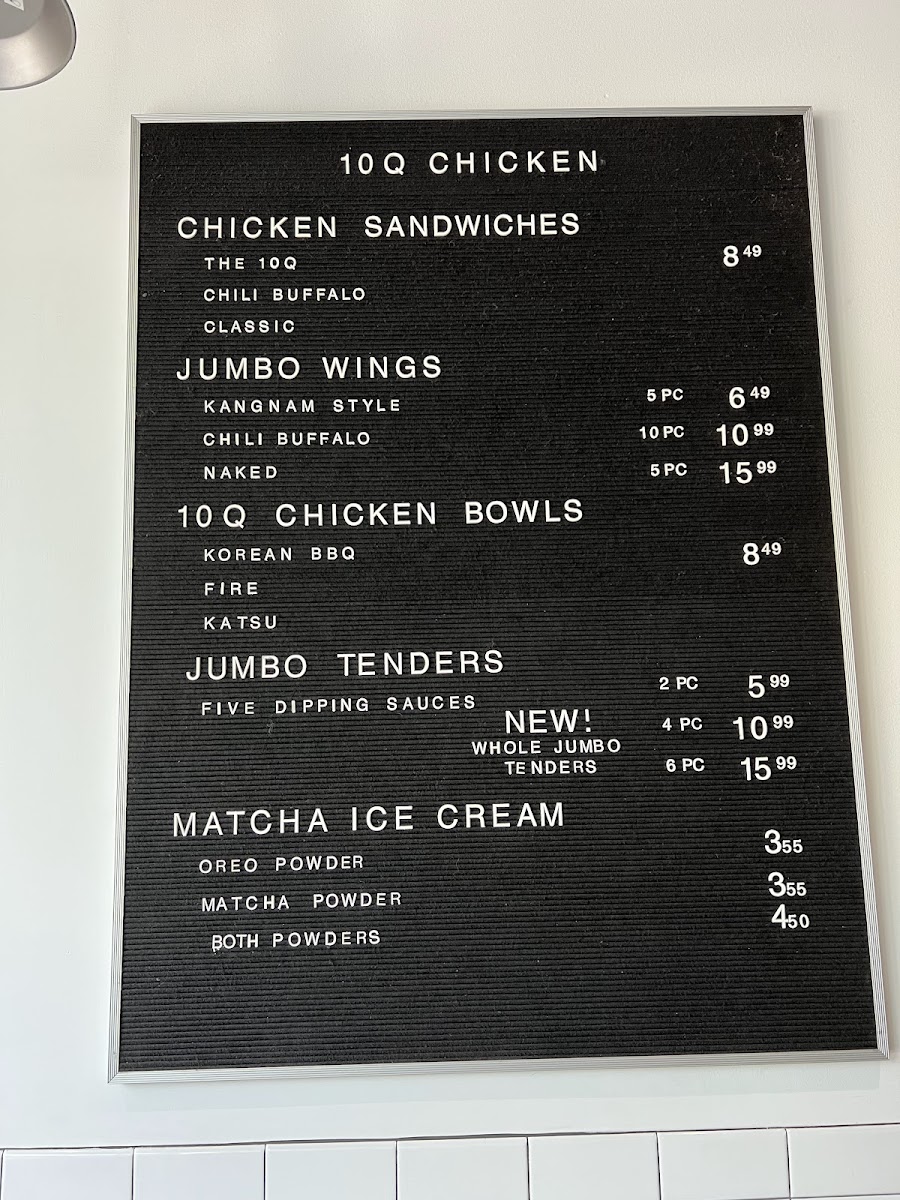 10Q CHICKEN
CHICKEN SANDWICHES
THE 10Q 8 49
CHILI BUFFALO
CLASSIC
JUMBO WINGS
KANGNAM STYLE 5 PC 6 49
CHILI BUFFALO 10 PC 10 99
NAKED 5 PC 15 99
10Q CHICKEN BOWLS
KOREAN BBQ 8 49
FIRE
KATSU
JUMBO TENDERS
2 PC 5 99
FIVE DIPPING SAUCES
NEW! 4 PC 10 99
WHOLE JUMBO
TENDERS 6 PC 15 99
MATCHA ICE CREAM
OREO POWDER 3 55
MATCHA POWDER 3 55
BOTH POWDERS 4 50